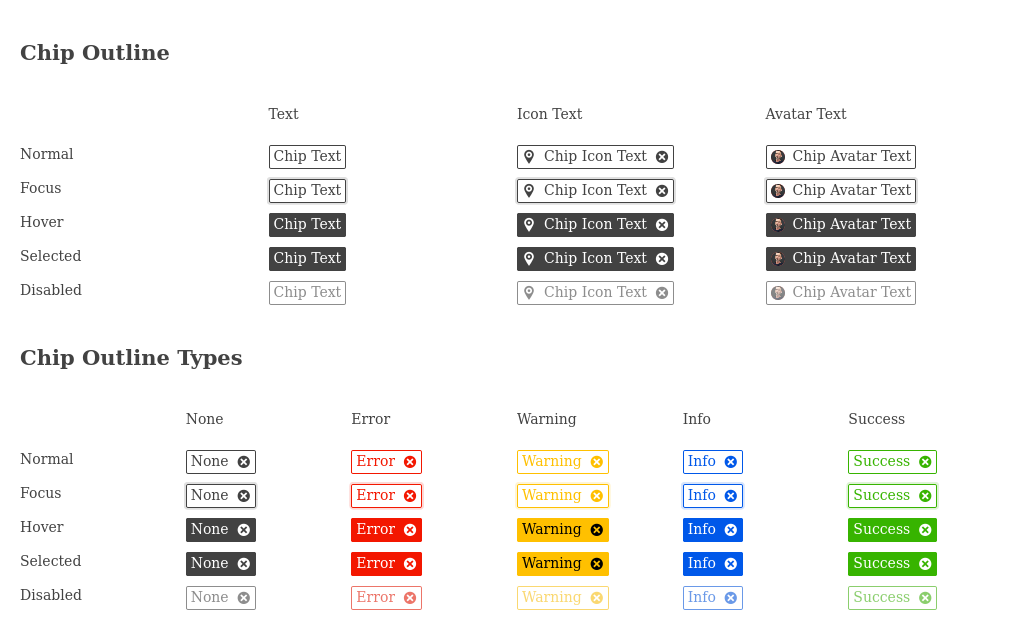 Chip Outline
Text Icon Text Avatar Text
Normal Chip Text Chip Icon Text Chip Avatar Text
Focus Chip Text Chip Icon Text Chip Avatar Text
Hover Chip Text Chip Icon Text Chip Avatar Text
Selected Chip Text Chip Icon Text Chip Avatar Text
Disabled Chip Text Chip Icon Text Chip Avatar Text
Chip Outline Types
None Error Warning Info Success
Normal None Error Warning Info Success
Focus None Error Warning Info Success
Hover None Error Warning Info Success
Selected None Error Warning Info Success
Disabled None Error Warning Info Success